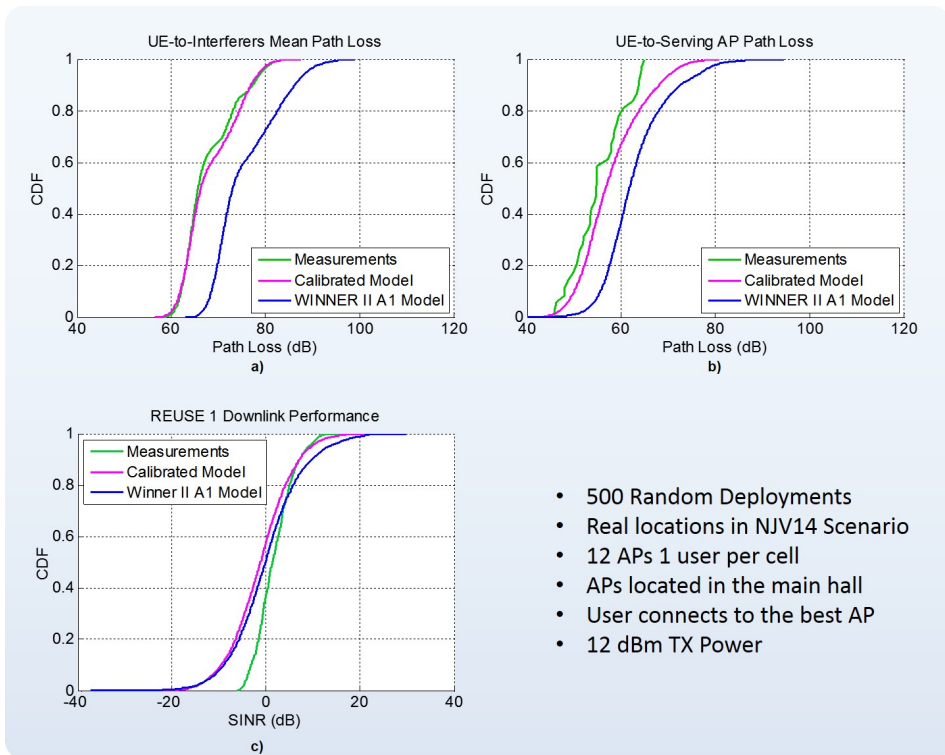 UE-to-Interferers Mean Path Loss
1
0.8
0.6
0.4
0.2
0
CDF
40
60
80
100
120
Path Loss (dB)
Measurements
Calibrated Model
WINNER II A1 Model
a)
UE-to-Serving AP Path Loss
1
0.8
0.6
0.4
0.2
0
CDF
40
60
80
100
120
Path Loss (dB)
Measurements
Calibrated Model
WINNER II A1 Model
b)
REUSE 1 Downlink Performance
1
0.8
0.6
0.4
0.2
0
CDF
-40
-20
0
20
40
SINR (dB)
Measurements
Calibrated Model
Winner II A1 Model
c)
• 500 Random Deployments
• Real locations in NJV14 Scenario
• 12 APs 1 user per cell
• APs located in the main hall
• User connects to the best AP
• 12 dBm TX Power